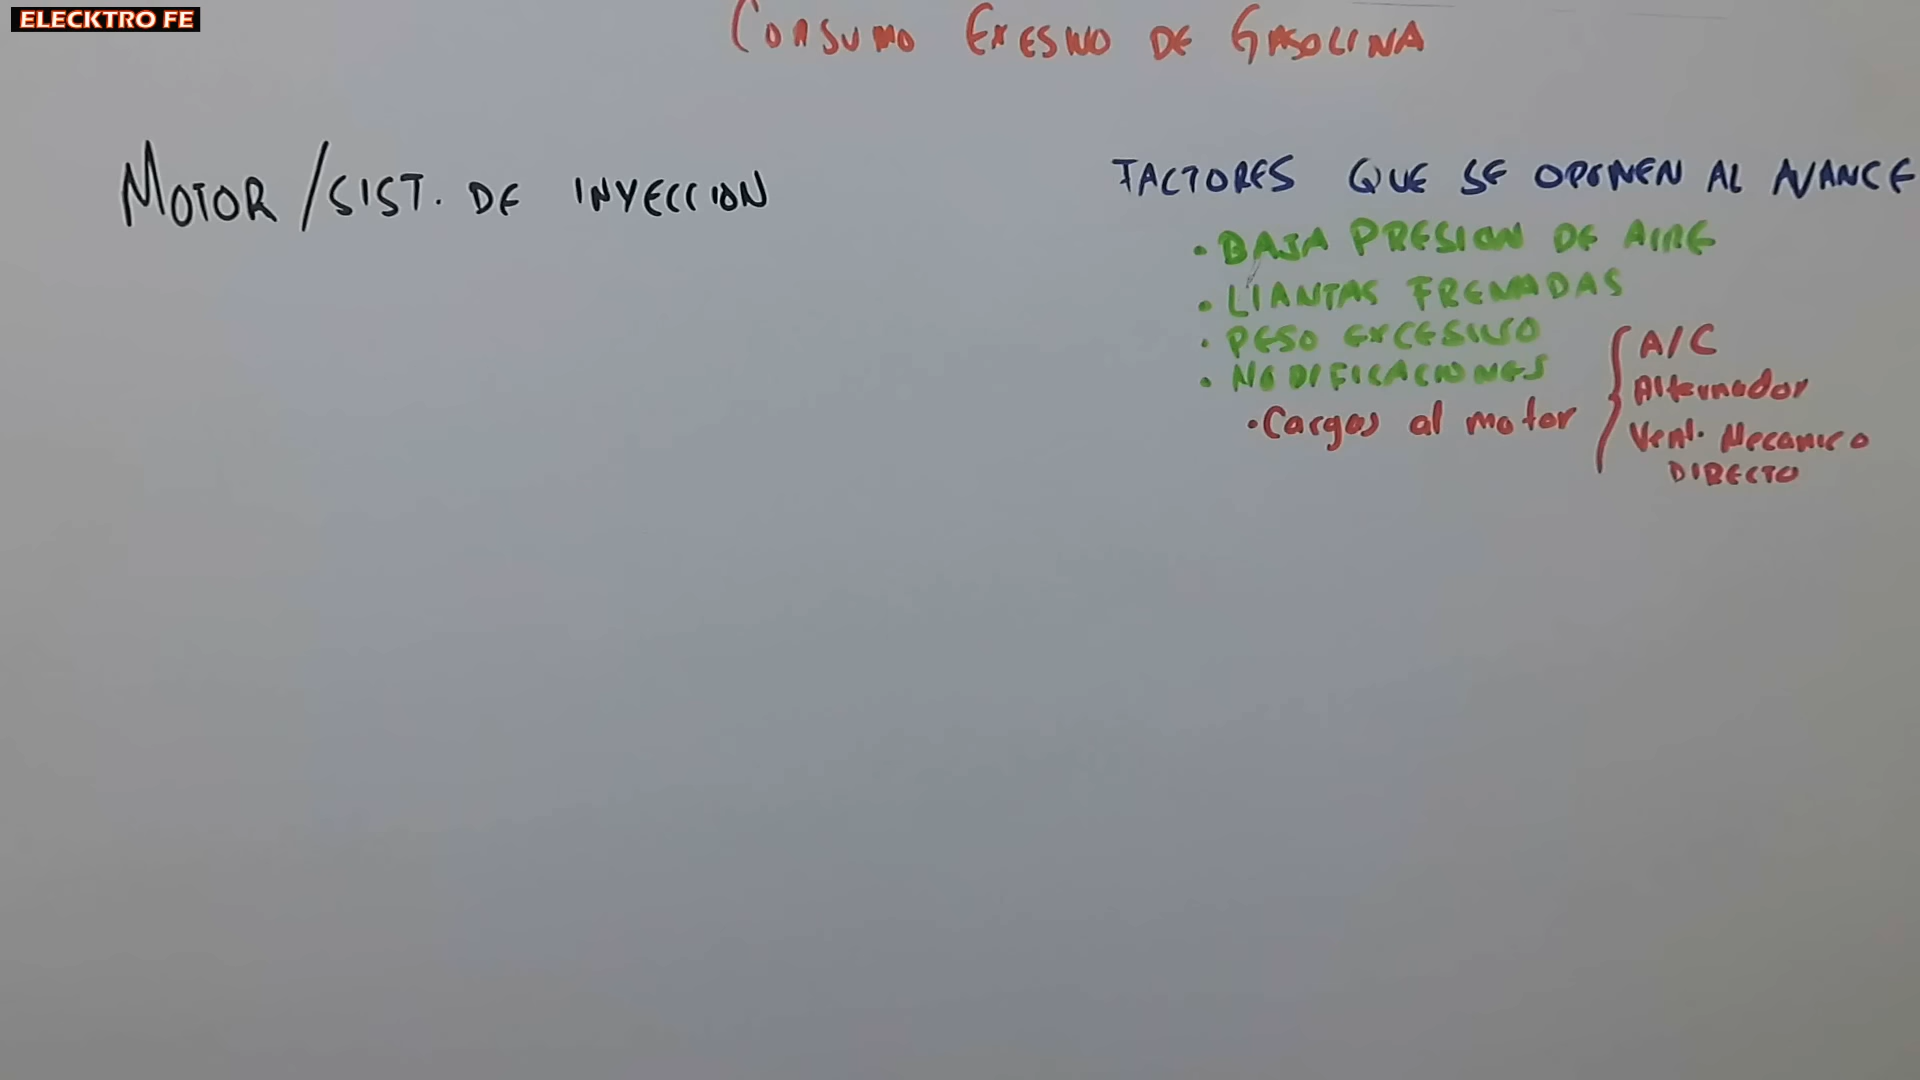 ELECKTRO FE
CONSUMO EXESIVO DE GASOLINA
MOTOR / SIST. DE INYECCION
FACTORES QUE SE OPONEN AL AVANCE
• BAJA PRESION DE AIRE
• LLANTAS FRENADAS
• PESO EXCESIVO
• MODIFICACIONES
• Cargas al motor
A/C
Alternador
Vent. Mecanico
DIRECTO